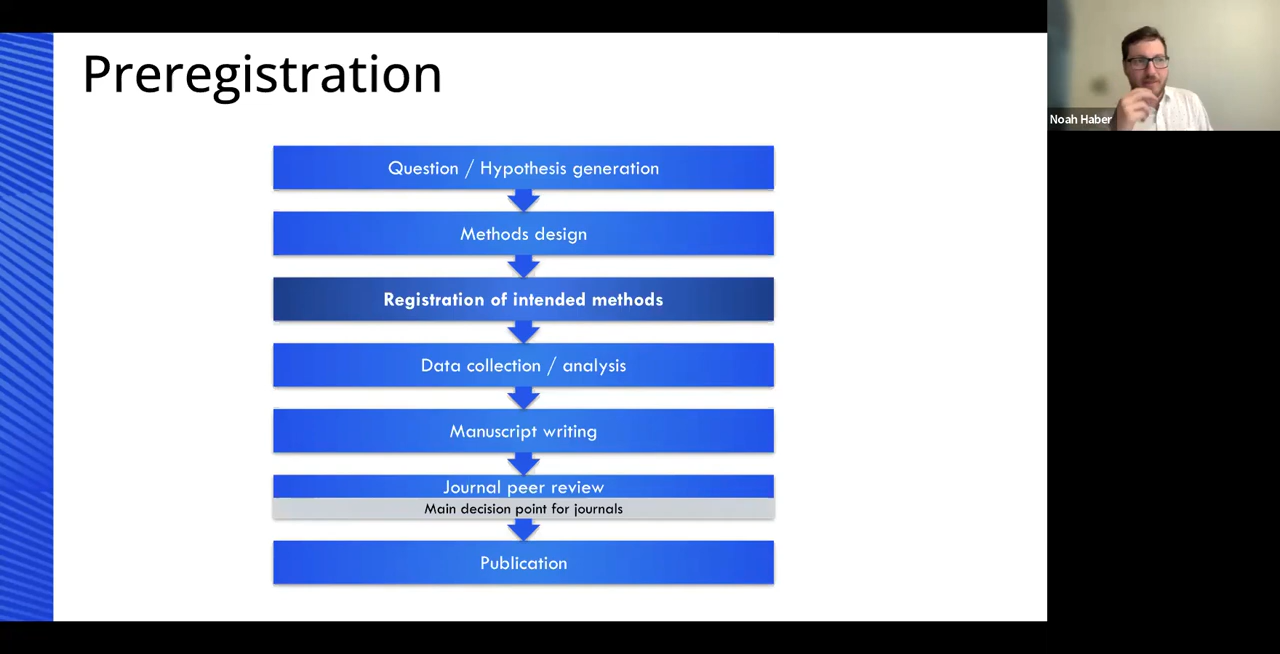 Preregistration
Noah Haber
Question / Hypothesis generation
Methods design
Registration of intended methods
Data collection / analysis
Manuscript writing
Journal peer review
Main decision point for journals
Publication